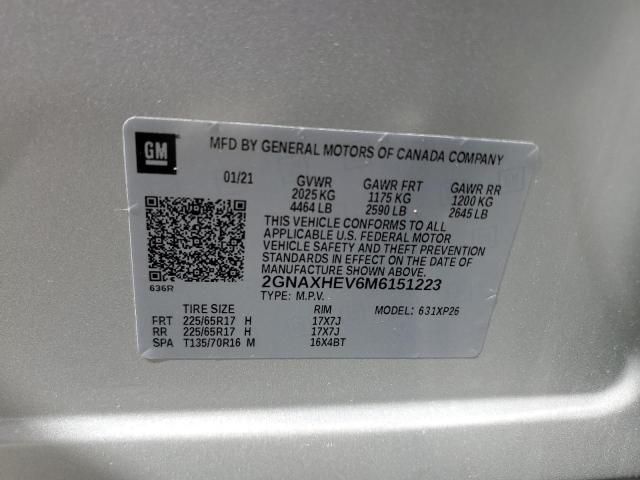 GM
MFD BY GENERAL MOTORS OF CANADA COMPANY
01/21 GVWR GAWR FRT GAWR RR
2025 KG 1175 KG 1200 KG
4464 LB 2590 LB 2645 LB
THIS VEHICLE CONFORMS TO ALL
APPLICABLE U.S. FEDERAL MOTOR
VEHICLE SAFETY AND THEFT PREVENTION
STANDARDS IN EFFECT ON THE DATE OF
MANUFACTURE SHOWN ABOVE.
636R 2GNAXHEV6M6151223
TYPE: M.P.V.
TIRE SIZE RIM MODEL: 631XP26
FRT 225/65R17 H 17X7J
RR 225/65R17 H 17X7J
SPA T135/70R16 M 16X4BT